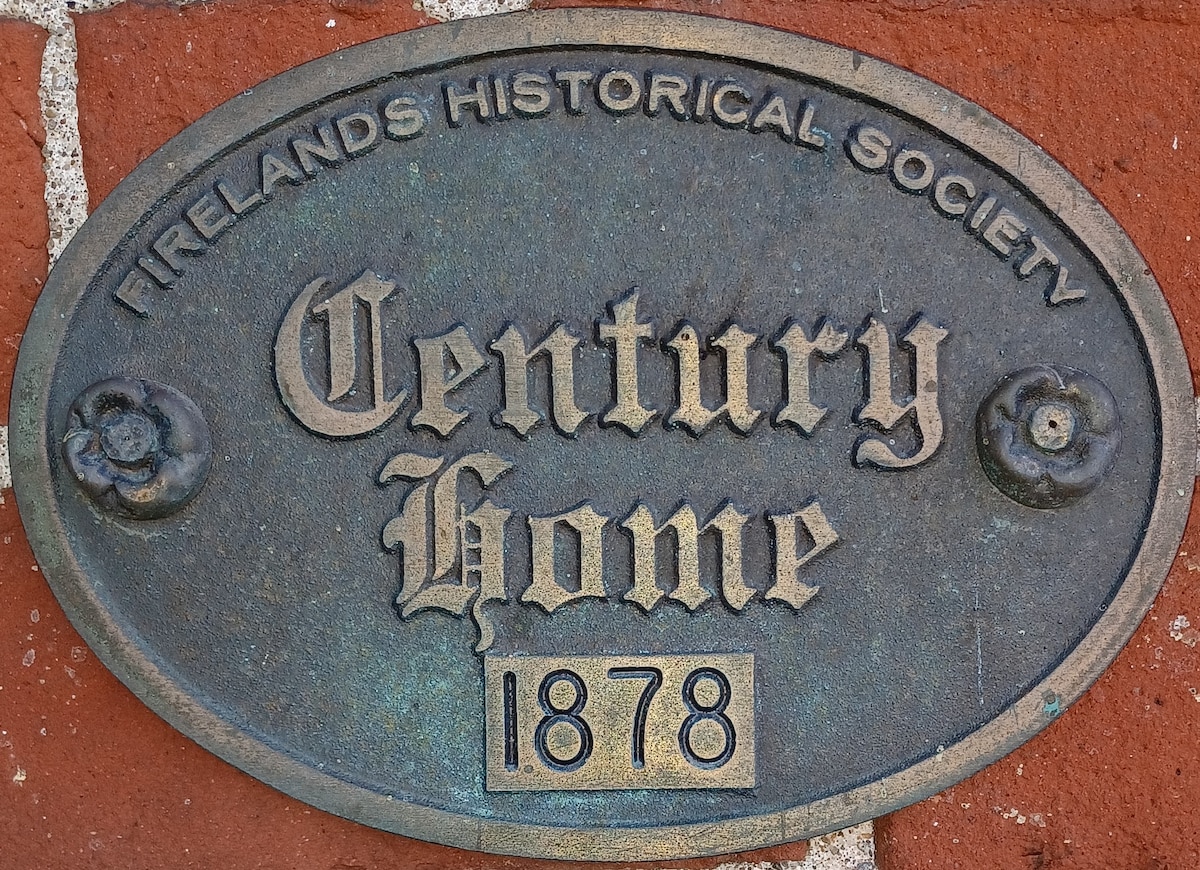 FIRELANDS HISTORICAL SOCIETY
Century
Home
1878